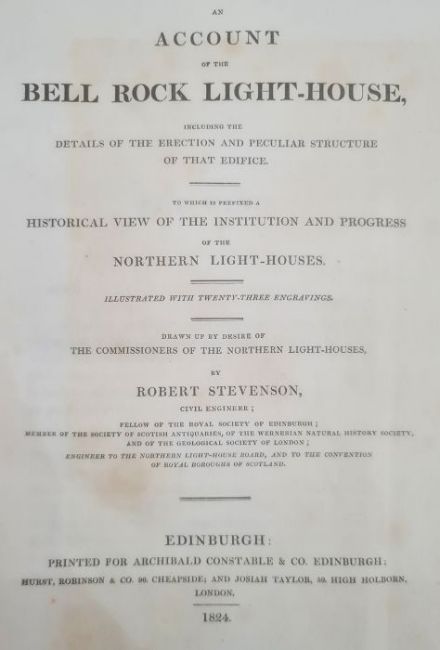 AN
ACCOUNT
OF THE
BELL ROCK LIGHT-HOUSE,
INCLUDING THE
DETAILS OF THE ERECTION AND PECULIAR STRUCTURE
OF THAT EDIFICE.
TO WHICH IS PREFIXED A
HISTORICAL VIEW OF THE INSTITUTION AND PROGRESS
OF THE
NORTHERN LIGHT-HOUSES.
ILLUSTRATED WITH TWENTY-THREE ENGRAVINGS.
DRAWN UP BY DESIRE OF
THE COMMISSIONERS OF THE NORTHERN LIGHT-HOUSES,
BY
ROBERT STEVENSON,
CIVIL ENGINEER;
FELLOW OF THE ROYAL SOCIETY OF EDINBURGH;
MEMBER OF THE SOCIETY OF SCOTISH ANTIQUARIES, OF THE WERNERIAN NATURAL HISTORY SOCIETY,
AND OF THE GEOLOGICAL SOCIETY OF LONDON;
ENGINEER TO THE NORTHERN LIGHT-HOUSE BOARD, AND TO THE CONVENTION
OF ROYAL BOROUGHS OF SCOTLAND.
EDINBURGH:
PRINTED FOR ARCHIBALD CONSTABLE & CO. EDINBURGH;
HURST, ROBINSON & CO. 90. CHEAPSIDE; AND JOSIAH TAYLOR, 59. HIGH HOLBORN,
LONDON.
1824.